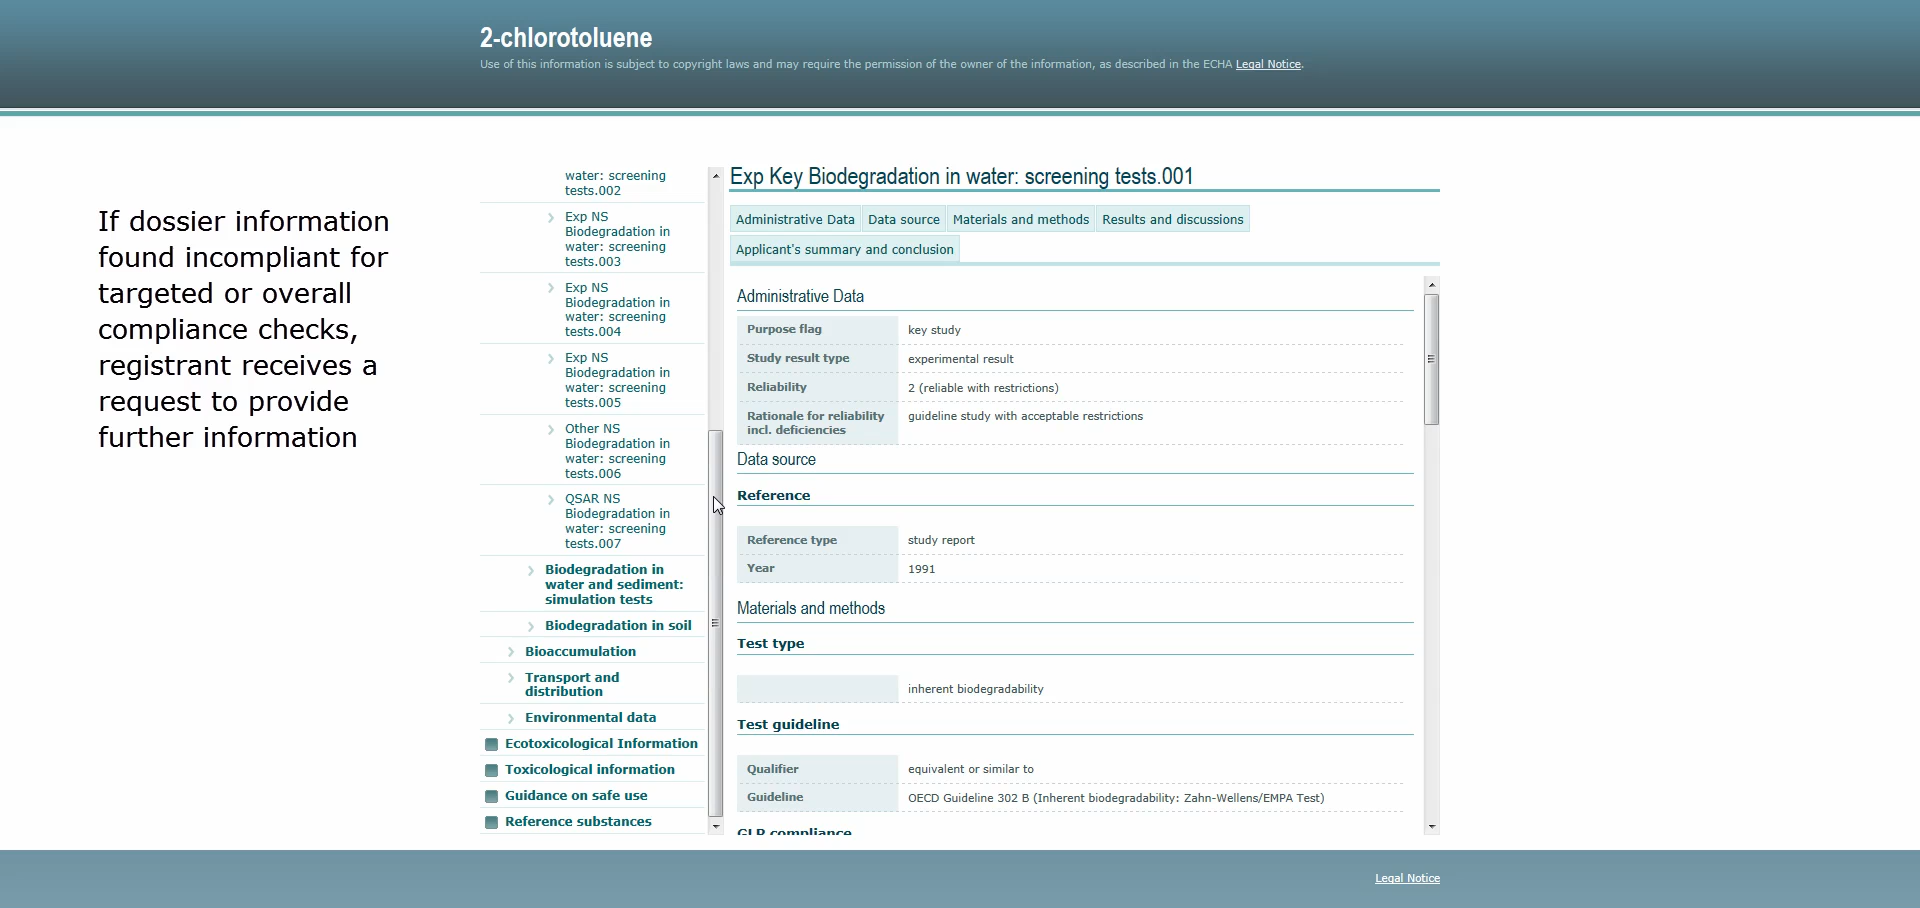 2-chlorotoluene
Use of this information is subject to copyright laws and may require the permission of the owner of the information, as described in the ECHA Legal Notice.
If dossier information
found incompliant for
targeted or overall
compliance checks,
registrant receives a
request to provide
further information
water: screening
tests.002
Exp NS
Biodegradation in
water: screening
tests.003
Exp NS
Biodegradation in
water: screening
tests.004
Exp NS
Biodegradation in
water: screening
tests.005
Other NS
Biodegradation in
water: screening
tests.006
QSAR NS
Biodegradation in
water: screening
tests.007
Biodegradation in
water and sediment:
simulation tests
Biodegradation in soil
Bioaccumulation
Transport and
distribution
Environmental data
Ecotoxicological Information
Toxicological information
Guidance on safe use
Reference substances
Exp Key Biodegradation in water: screening tests.001
Administrative Data Data source Materials and methods Results and discussions
Applicant's summary and conclusion
Administrative Data
Purpose flag key study
Study result type experimental result
Reliability 2 (reliable with restrictions)
Rationale for reliability guideline study with acceptable restrictions
incl. deficiencies
Data source
Reference
Reference type study report
Year 1991
Materials and methods
Test type
inherent biodegradability
Test guideline
Qualifier equivalent or similar to
Guideline OECD Guideline 302 B (Inherent biodegradability: Zahn-Wellens/EMPA Test)
GLP compliance
Legal Notice